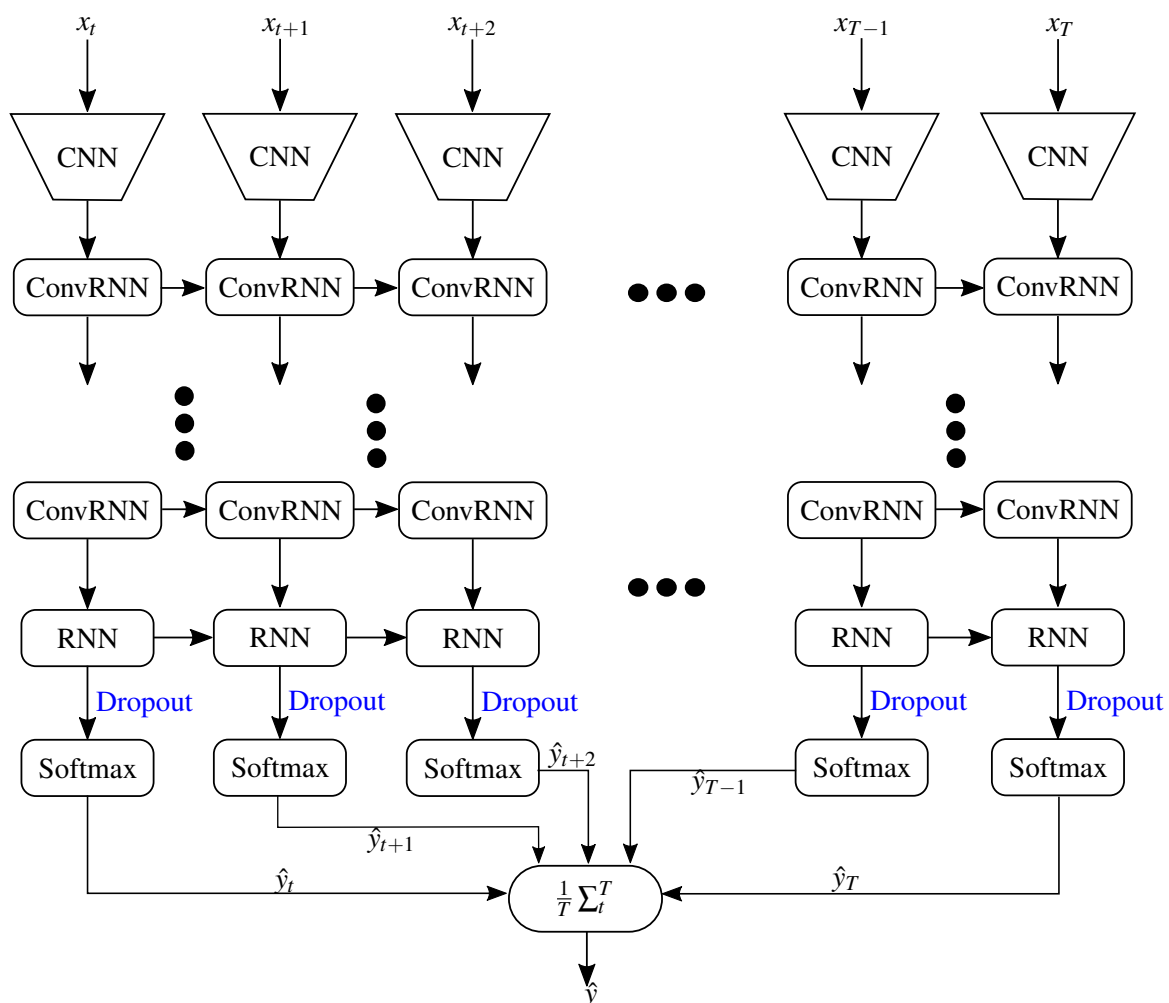 x_t x_{t+1} x_{t+2} x_{T−1} x_T
CNN CNN CNN CNN CNN
ConvRNN ConvRNN ConvRNN ConvRNN ConvRNN
ConvRNN ConvRNN ConvRNN ConvRNN ConvRNN
RNN RNN RNN RNN RNN
Dropout Dropout Dropout Dropout Dropout
Softmax Softmax Softmax Softmax Softmax
ŷ_{t+2} ŷ_{T−1}
ŷ_{t+1}
ŷ_t ŷ_T
\frac{1}{T} ∑_t^T
ŷ